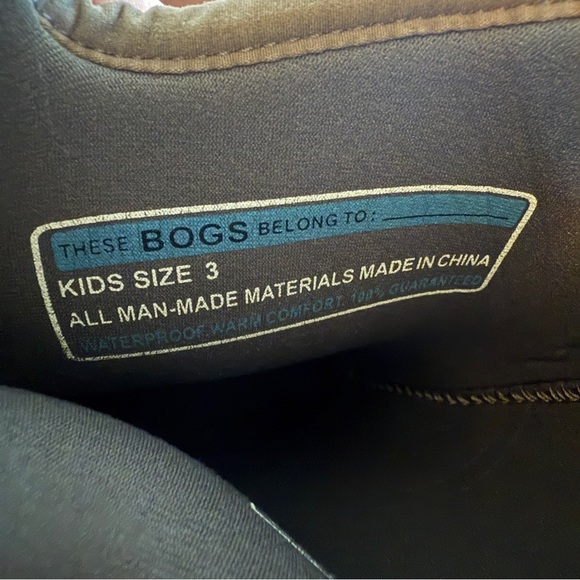 THESE BOGS BELONG TO:
KIDS SIZE 3
ALL MAN-MADE MATERIALS MADE IN CHINA
WATERPROOF. WARM COMFORT. 100% GUARANTEED